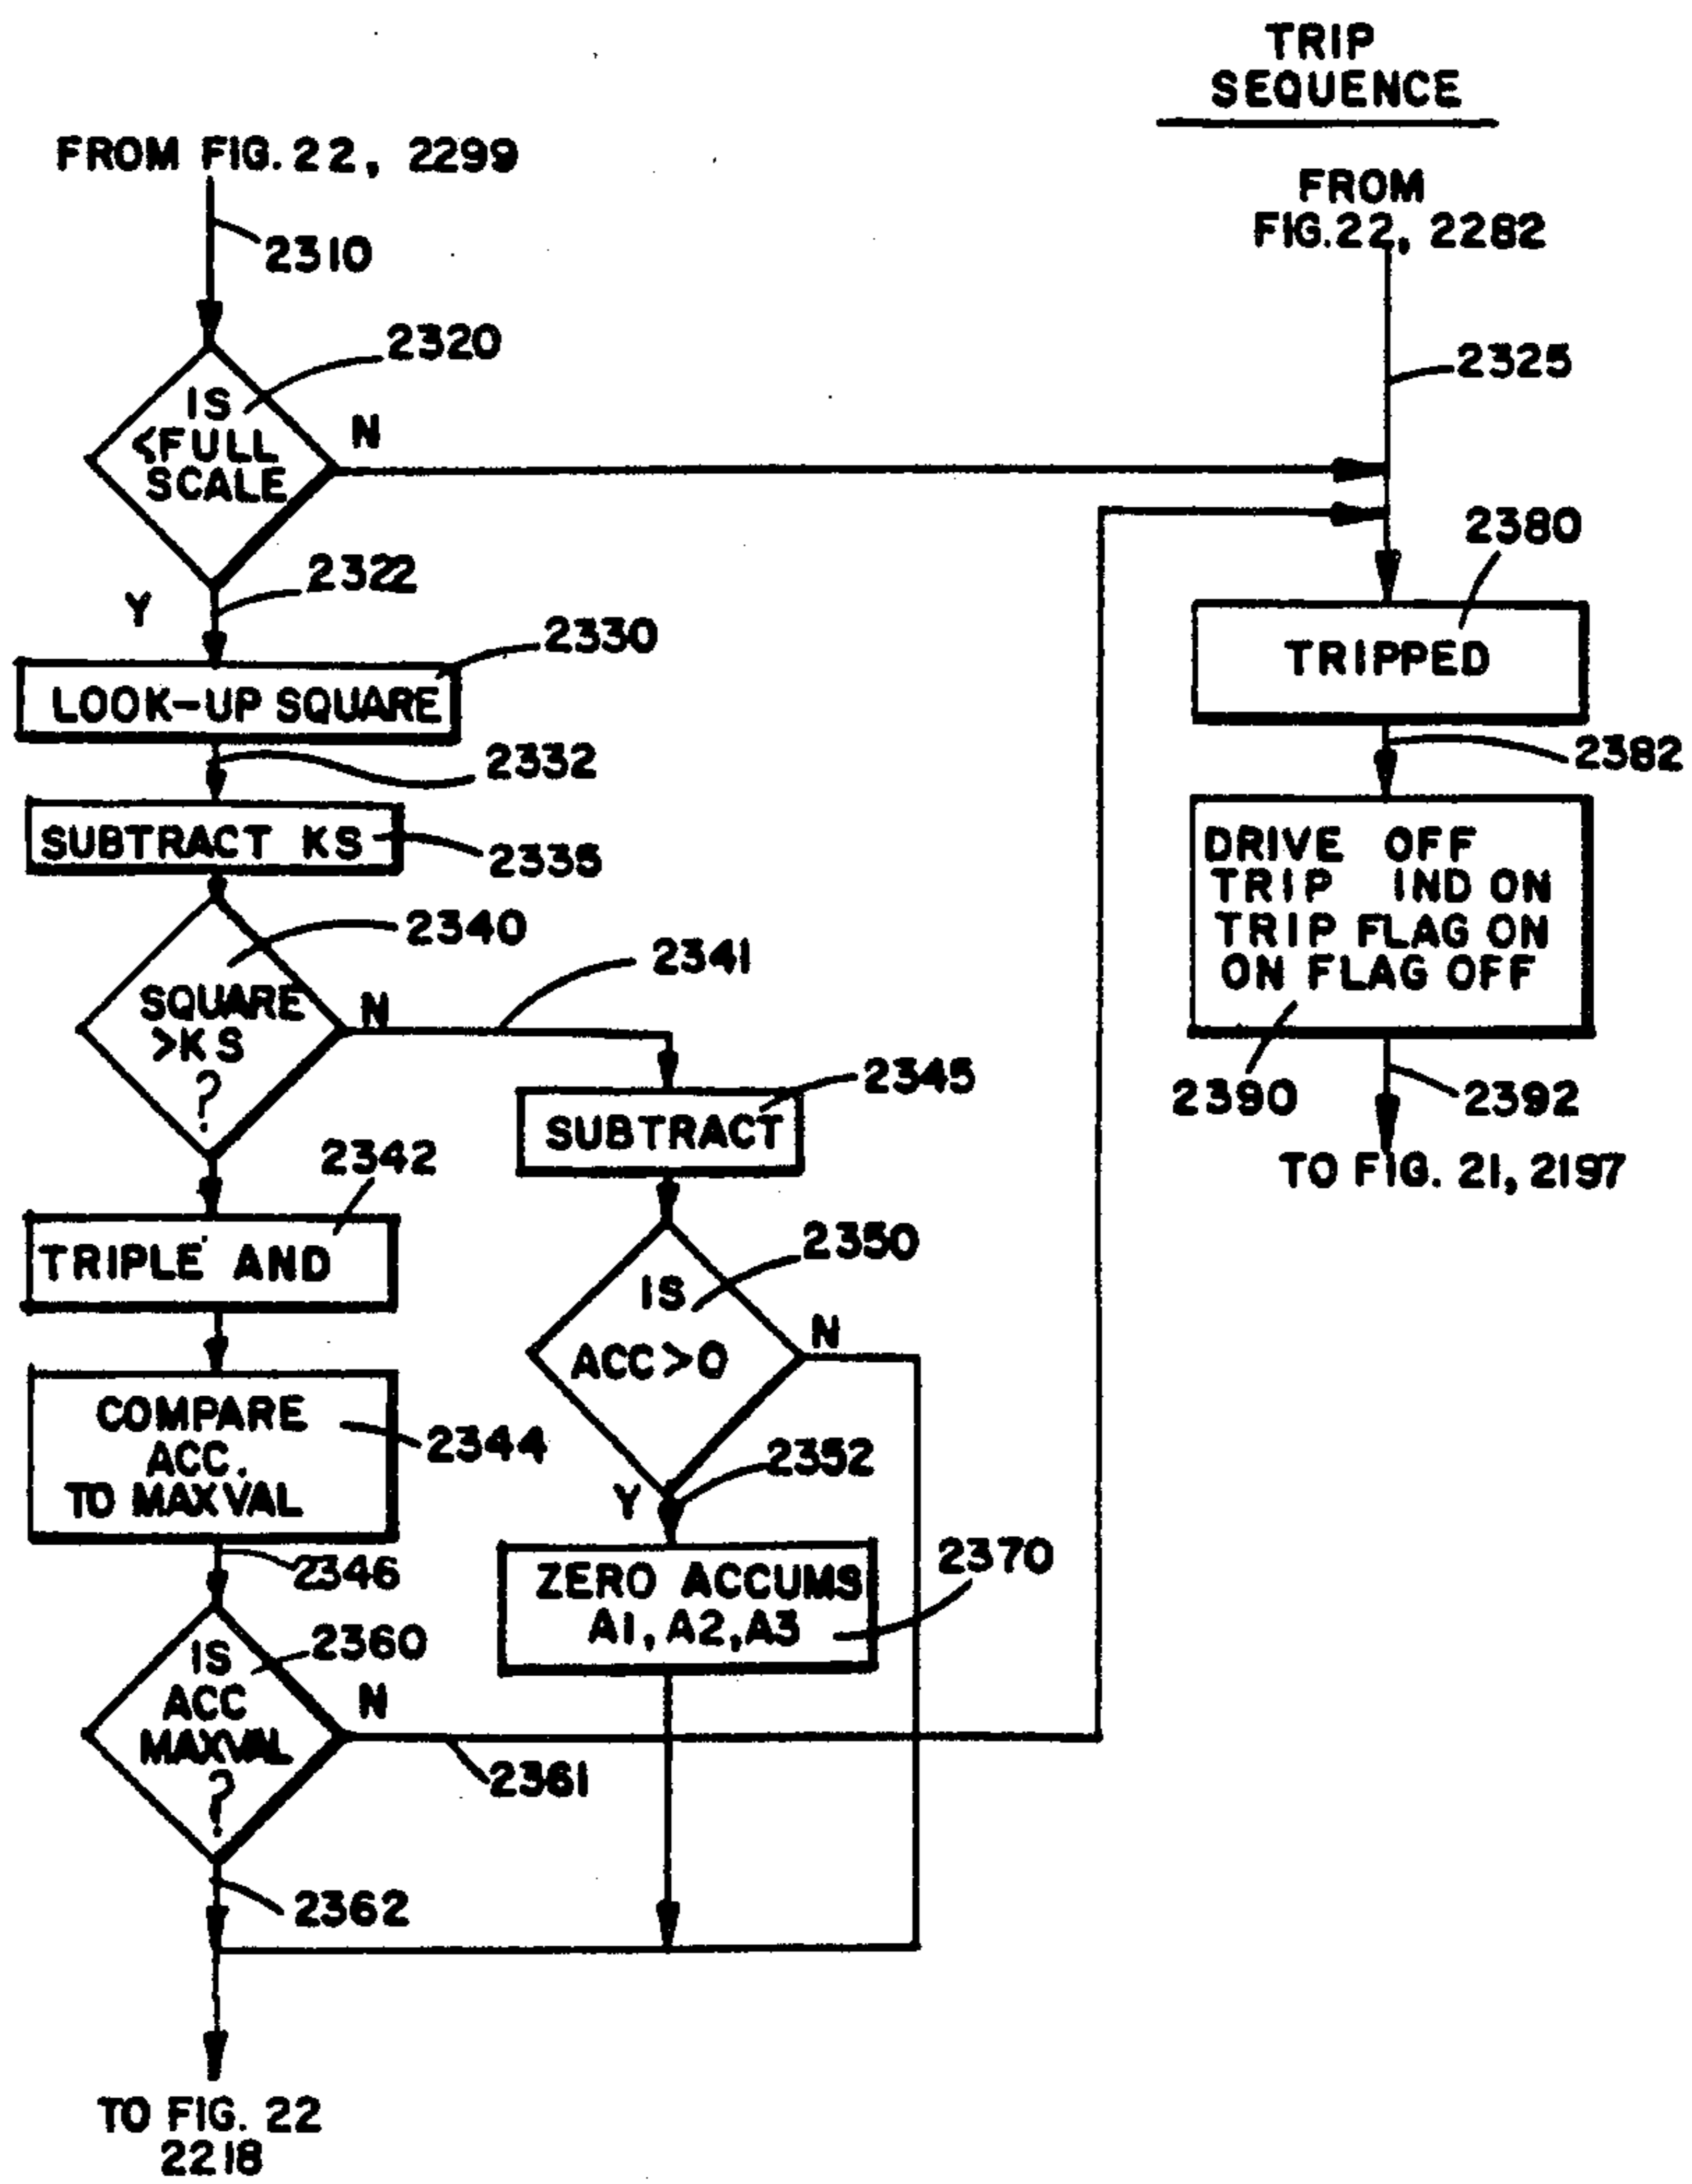 TRIP
SEQUENCE
FROM FIG. 22, 2299
FROM
FIG. 22, 2282
2310
2320
2325
IS
<FULL
SCALE
N
2380
2322
Y
2330
TRIPPED
LOOK-UP SQUARE
2332
2382
SUBTRACT KS
2335
DRIVE OFF
TRIP IND ON
TRIP FLAG ON
ON FLAG OFF
2340
2341
SQUARE
>KS
?
N
2345
2390
2392
SUBTRACT
TO FIG. 21, 2197
2342
2350
TRIPLE AND
IS
ACC>0
N
COMPARE
ACC.
TO MAXVAL
2344
2352
Y
2346
2370
ZERO ACCUMS
A1, A2, A3
2360
IS
ACC
MAXVAL
?
N
2361
2362
TO FIG. 22
2218